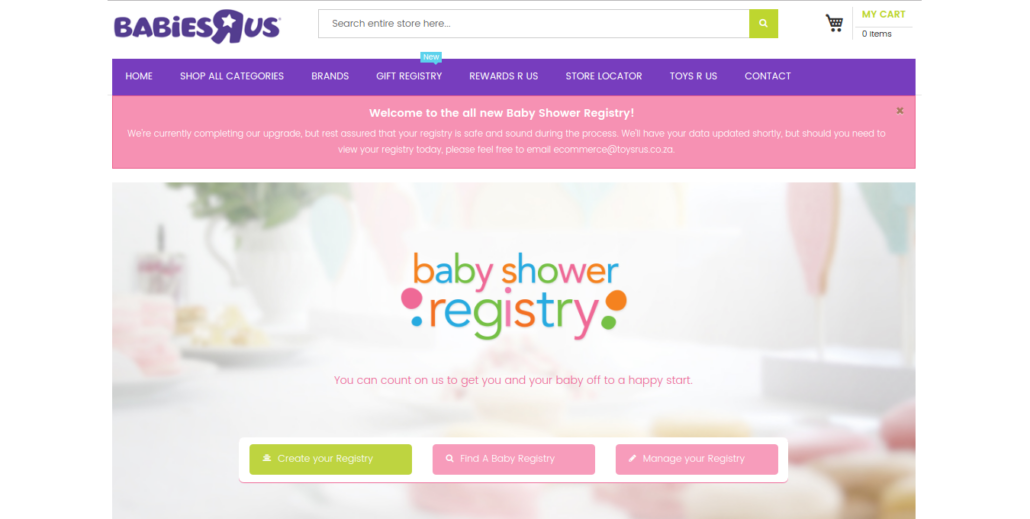 BABIESRUS
Search entire store here...
MY CART
0 items
New
HOME SHOP ALL CATEGORIES BRANDS GIFT REGISTRY REWARDS R US STORE LOCATOR TOYS R US CONTACT
Welcome to the all new Baby Shower Registry!
We're currently completing our upgrade, but rest assured that your registry is safe and sound during the process. We'll have your data updated shortly, but should you need to
view your registry today, please feel free to email ecommerce@toysrus.co.za.
baby shower
registry
You can count on us to get you and your baby off to a happy start.
Create your Registry Find A Baby Registry Manage your Registry